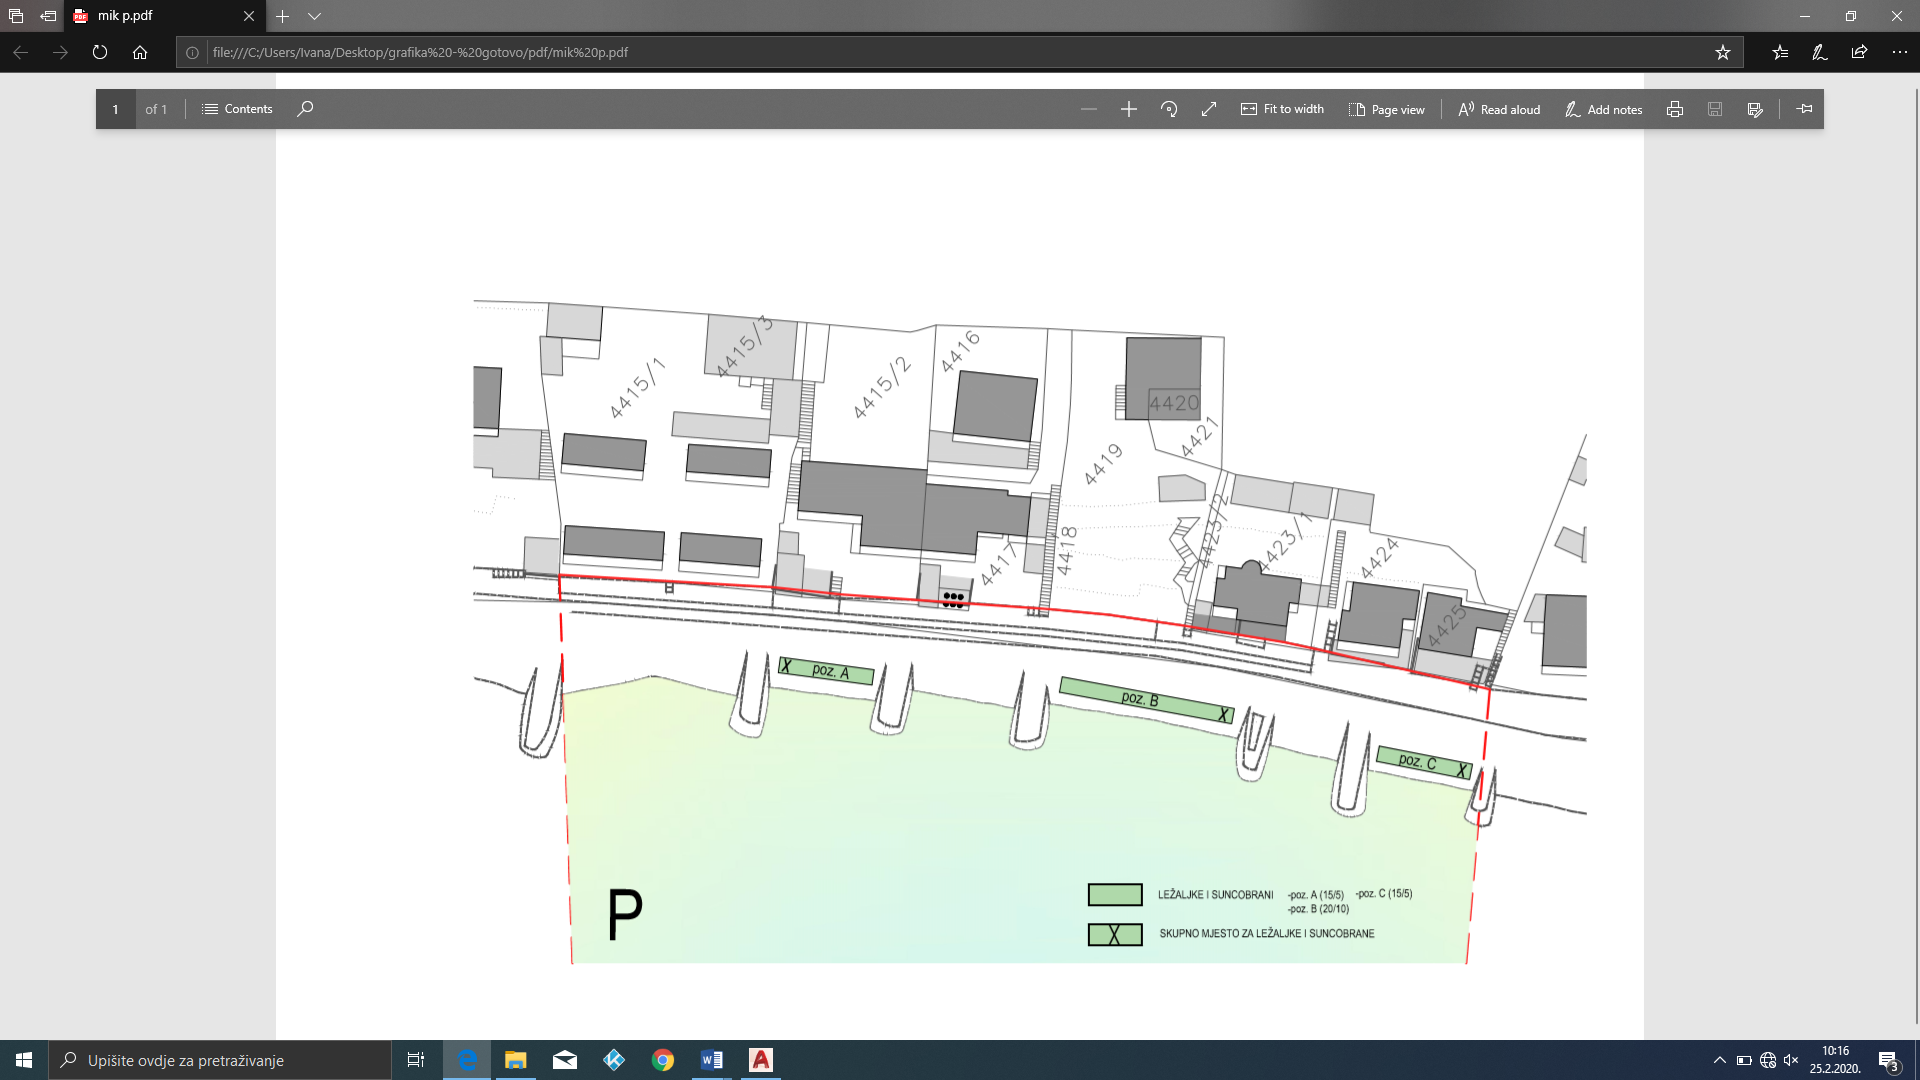 mik p.pdf
file:///C:/Users/Ivana/Desktop/grafika%20-%20gotovo/pdf/mik%20p.pdf
1 of 1 Contents Fit to width Page view Read aloud Add notes
4415/1
4415/3
4415/2
4416
4420
4421
4419
4418
4417
4423/2
4423/1
4424
4425
X poz. A
poz. B X
poz. C X
P
LEŽALJKE I SUNCOBRANI -poz. A (15/5) -poz. C (15/5)
-poz. B (20/10)
X SKUPNO MJESTO ZA LEŽALJKE I SUNCOBRANE
Upišite ovdje za pretraživanje
10:16
25.2.2020.
3